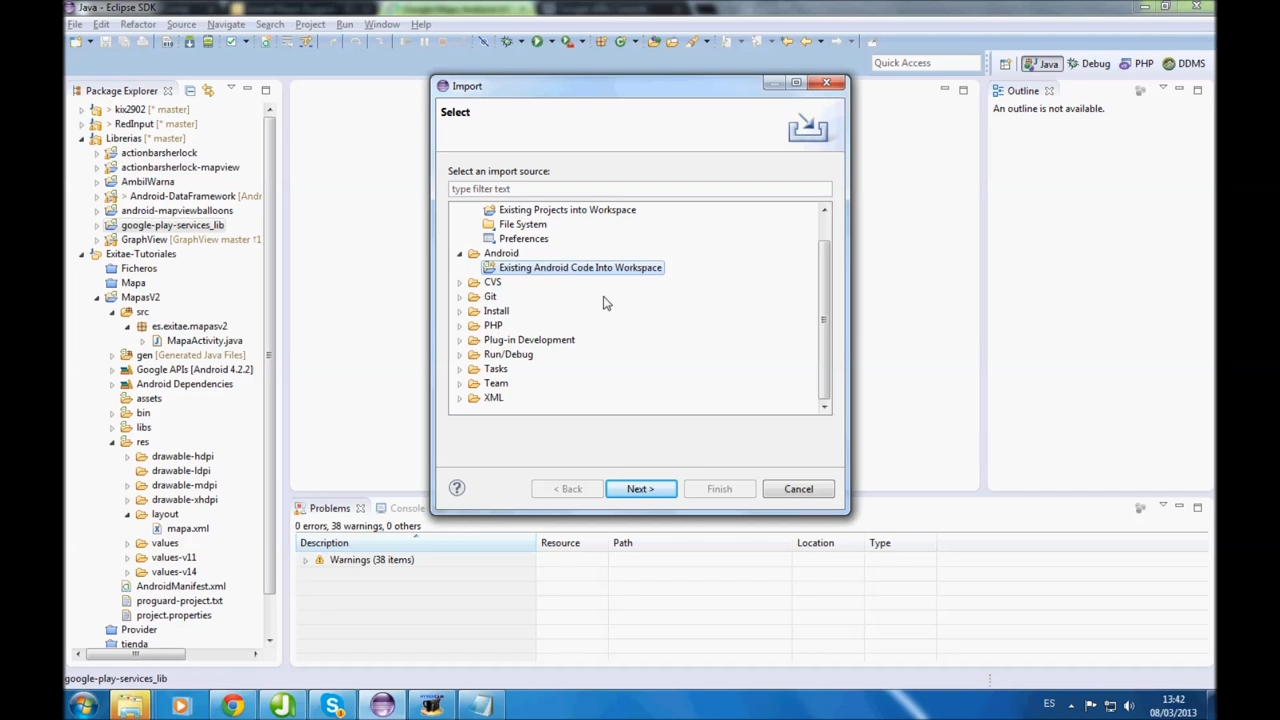 Java - Eclipse SDK
File Edit Refactor Source Navigate Search Project Run Window Help
Quick Access
Java Debug PHP DDMS
Package Explorer
> kix2902 [* master]
> RedInput [* master]
Librerias [* master]
actionbarsherlock
actionbarsherlock-mapview
AmbilWarna
> Android-DataFramework [Andr
android-mapviewballoons
google-play-services_lib
GraphView [GraphView master ↑1
Exitae-Tutoriales
Ficheros
Mapa
MapasV2
src
es.exitae.mapasv2
MapaActivity.java
gen [Generated Java Files]
Google APIs [Android 4.2.2]
Android Dependencies
assets
bin
libs
res
drawable-hdpi
drawable-ldpi
drawable-mdpi
drawable-xhdpi
layout
mapa.xml
values
values-v11
values-v14
AndroidManifest.xml
proguard-project.txt
project.properties
Provider
tienda
Import
Select
Select an import source:
type filter text
Existing Projects into Workspace
File System
Preferences
Android
Existing Android Code Into Workspace
CVS
Git
Install
PHP
Plug-in Development
Run/Debug
Tasks
Team
XML
?
< Back Next > Finish Cancel
Outline
An outline is not available.
Problems Console
0 errors, 38 warnings, 0 others
Description Resource Path Location Type
Warnings (38 items)
google-play-services_lib
ES
13:42
08/03/2013